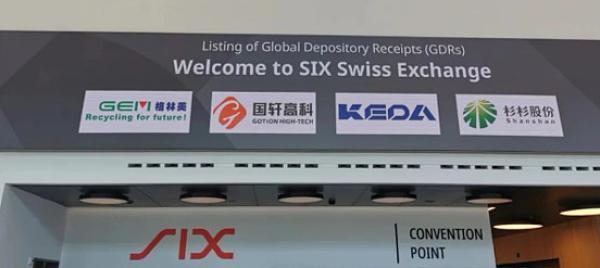 Listing of Global Depository Receipts (GDRs)
Welcome to SIX Swiss Exchange
GEM 格林美
Recycling for future!
国轩高科
GOTION HIGH-TECH
KEDA
杉杉股份
Shanshan
SIX
CONVENTION
POINT